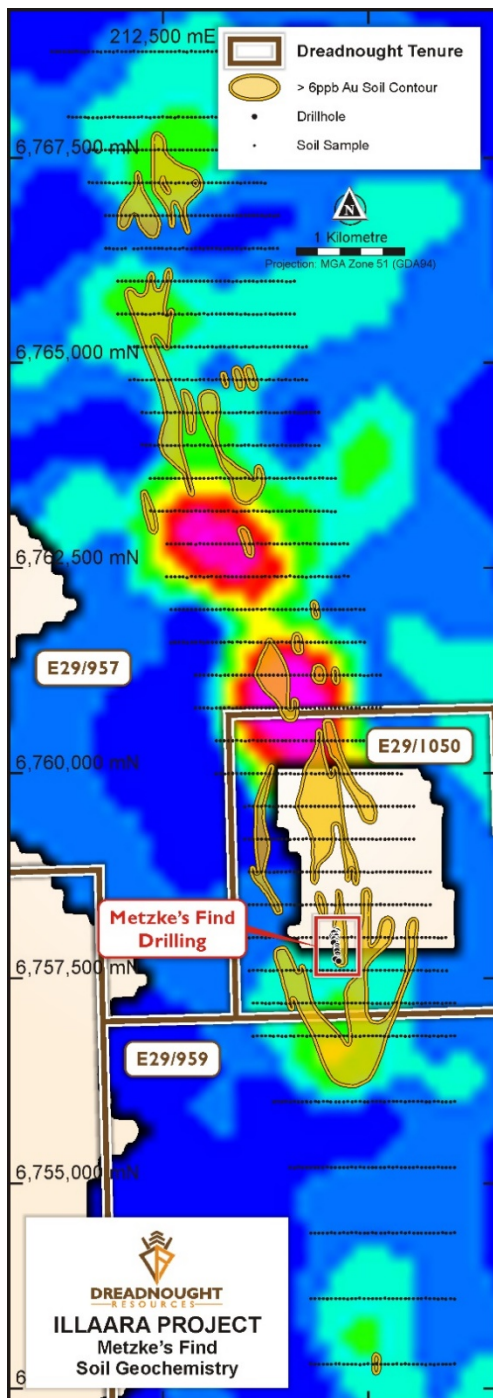 212,500 mE
Dreadnought Tenure
> 6ppb Au Soil Contour
Drillhole
Soil Sample
6,767,500 mN
N
1 Kilometre
Projection: MGA Zone 51 (GDA94)
6,765,000 mN
6,762,500 mN
E29/957
E29/1050
6,760,000 mN
Metzke's Find
Drilling
6,757,500 mN
E29/959
6,755,000 mN
DREADNOUGHT
RESOURCES
ILLAARA PROJECT
Metzke's Find
Soil Geochemistry
6